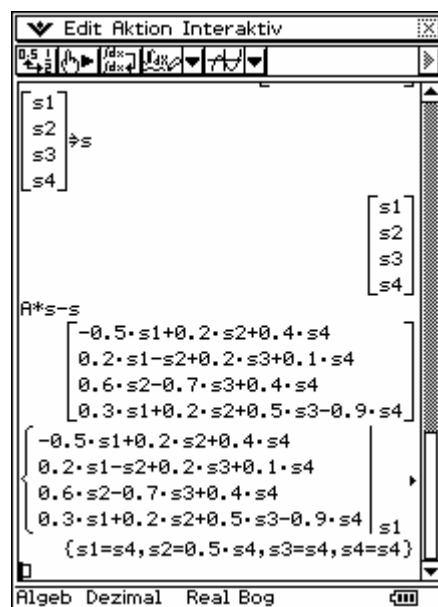 Edit Aktion Interaktiv
[s1
s2
s3
s4]⇒s
[s1
s2
s3
s4]
A*s-s
[-0.5·s1+0.2·s2+0.4·s4
0.2·s1-s2+0.2·s3+0.1·s4
0.6·s2-0.7·s3+0.4·s4
0.3·s1+0.2·s2+0.5·s3-0.9·s4]
{-0.5·s1+0.2·s2+0.4·s4
0.2·s1-s2+0.2·s3+0.1·s4
0.6·s2-0.7·s3+0.4·s4
0.3·s1+0.2·s2+0.5·s3-0.9·s4|s1
{s1=s4,s2=0.5·s4,s3=s4,s4=s4}
Algeb Dezimal Real Bog